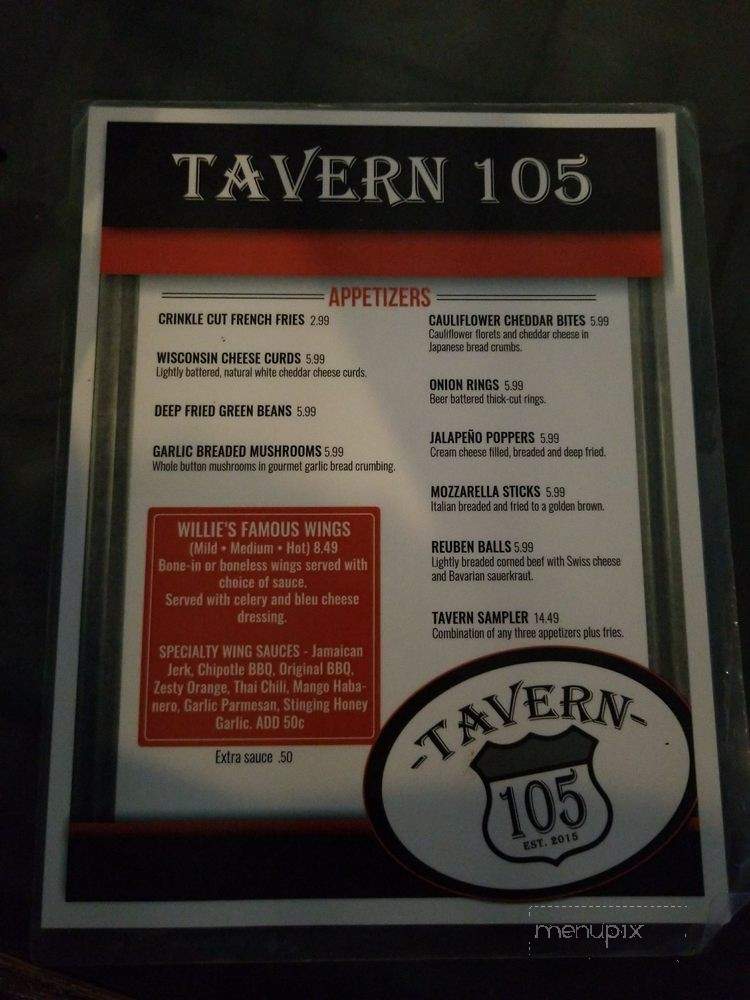 TAVERN 105
APPETIZERS
CRINKLE CUT FRENCH FRIES 2.99
WISCONSIN CHEESE CURDS 5.99
Lightly battered, natural white cheddar cheese curds.
DEEP FRIED GREEN BEANS 5.99
GARLIC BREADED MUSHROOMS 5.99
Whole button mushrooms in gourmet garlic bread crumbing.
WILLIE'S FAMOUS WINGS
(Mild • Medium • Hot) 8.49
Bone-in or boneless wings served with
choice of sauce.
Served with celery and bleu cheese
dressing.
SPECIALTY WING SAUCES - Jamaican
Jerk, Chipotle BBQ, Original BBQ,
Zesty Orange, Thai Chili, Mango Haba-
nero, Garlic Parmesan, Stinging Honey
Garlic. ADD 50c
Extra sauce .50
CAULIFLOWER CHEDDAR BITES 5.99
Cauliflower florets and cheddar cheese in
Japanese bread crumbs.
ONION RINGS 5.99
Beer battered thick-cut rings.
JALAPEÑO POPPERS 5.99
Cream cheese filled, breaded and deep fried.
MOZZARELLA STICKS 5.99
Italian breaded and fried to a golden brown.
REUBEN BALLS 5.99
Lightly breaded corned beef with Swiss cheese
and Bavarian sauerkraut.
TAVERN SAMPLER 14.49
Combination of any three appetizers plus fries.
-TAVERN-
105
EST. 2015
menupix